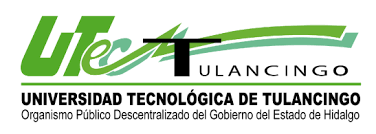 UTec TULANCINGO
UNIVERSIDAD TECNOLÓGICA DE TULANCINGO
Organismo Público Descentralizado del Gobierno del Estado de Hidalgo